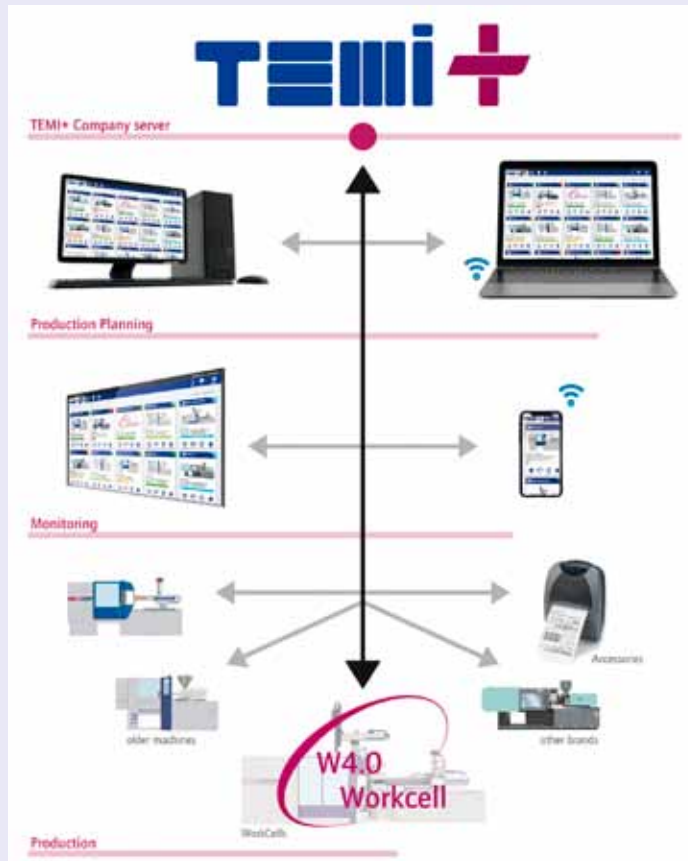 TEMI+
TEMI+ Company server
Production Planning
Monitoring
Accessories
older machines
other brands
W4.0
Workcell
WorkCells
Production